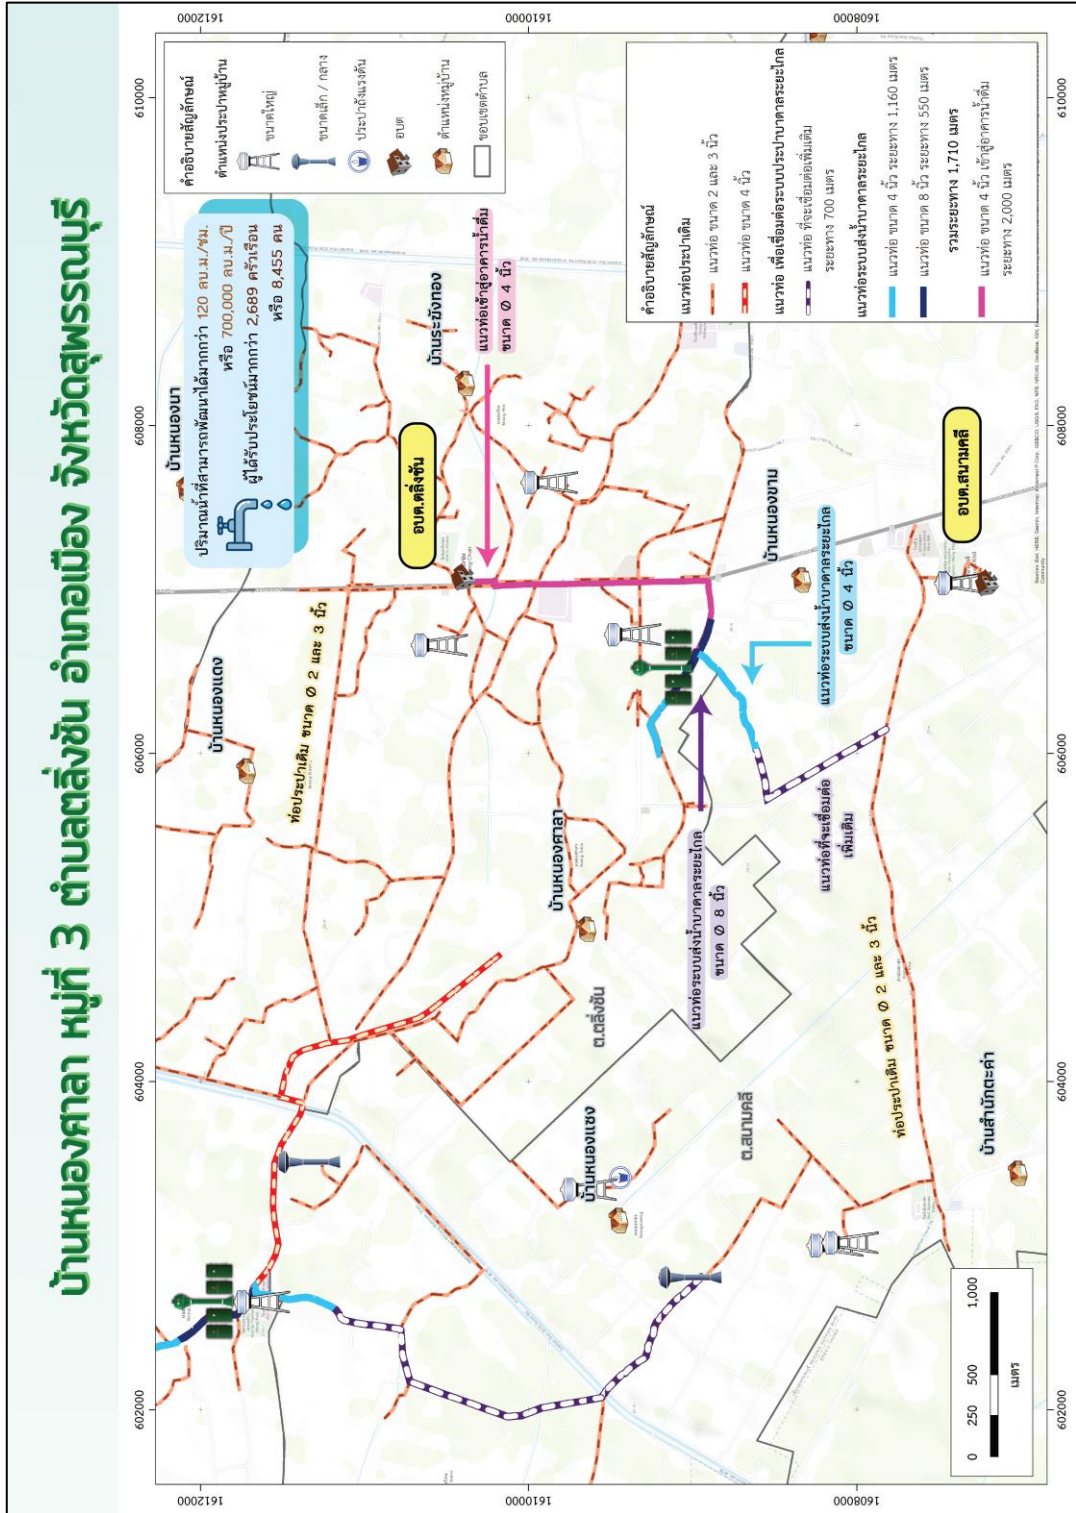 บ้านหนองศาลา หมู่ที่ 3 ตำบลตลิ่งชัน อำเภอเมือง จังหวัดสุพรรณบุรี
602000
604000
606000
608000
610000
1612000
1610000
1608000
1612000
1610000
1608000
602000
604000
606000
608000
610000
ปริมาณน้ำที่สามารถพัฒนาได้มากกว่า 120 ลบ.ม./ชม.
หรือ 700,000 ลบ.ม./ปี
ผู้ได้รับประโยชน์มากกว่า 2,689 ครัวเรือน
หรือ 8,455 คน
คำอธิบายสัญลักษณ์
ตำแหน่งประปาหมู่บ้าน
ขนาดใหญ่
ขนาดเล็ก / กลาง
ประปาถังแรงดัน
อบต
ตำแหน่งหมู่บ้าน
ขอบเขตตำบล
บ้านหนองนา
บ้านหนองแดง
ท่อประปาเดิม ขนาด Ø 2 และ 3 นิ้ว
อบต.ตลิ่งชัน
บ้านระฆังทอง
แนวท่อเข้าสู่อาคารน้ำดื่ม
ขนาด Ø 4 นิ้ว
บ้านหนองศาลา
ต.ตลิ่งชัน
บ้านหนองแซง
แนวท่อระบบส่งน้ำบาดาลระยะไกล
ขนาด Ø 8 นิ้ว
ต.สนามคลี
บ้านหนองขาม
แนวท่อระบบส่งน้ำบาดาลระยะไกล
ขนาด Ø 4 นิ้ว
แนวท่อที่จะเชื่อมต่อ
เพิ่มเติม
ท่อประปาเดิม ขนาด Ø 2 และ 3 นิ้ว
อบต.สนามคลี
บ้านสำนักตะค่า
คำอธิบายสัญลักษณ์
แนวท่อประปาเดิม
แนวท่อ ขนาด 2 และ 3 นิ้ว
แนวท่อ ขนาด 4 นิ้ว
แนวท่อ เพื่อเชื่อมต่อระบบประปาบาดาลระยะไกล
แนวท่อ ที่จะเชื่อมต่อเพิ่มเติม
ระยะทาง 700 เมตร
แนวท่อระบบส่งน้ำบาดาลระยะไกล
แนวท่อ ขนาด 4 นิ้ว ระยะทาง 1,160 เมตร
แนวท่อ ขนาด 8 นิ้ว ระยะทาง 550 เมตร
รวมระยะทาง 1,710 เมตร
แนวท่อ ขนาด 4 นิ้ว เข้าสู่อาคารน้ำดื่ม
ระยะทาง 2,000 เมตร
0 250 500 1,000
เมตร